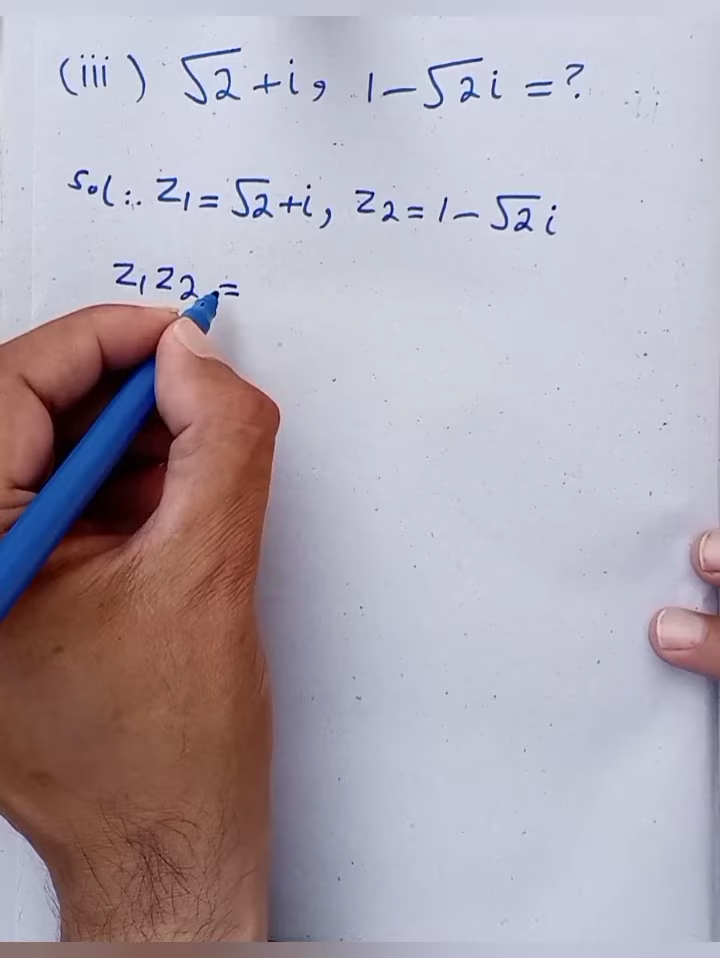 (iii) √2+i, 1-√2i =?
Sol:. Z1=√2+i, Z2=1-√2i
Z1Z2 =